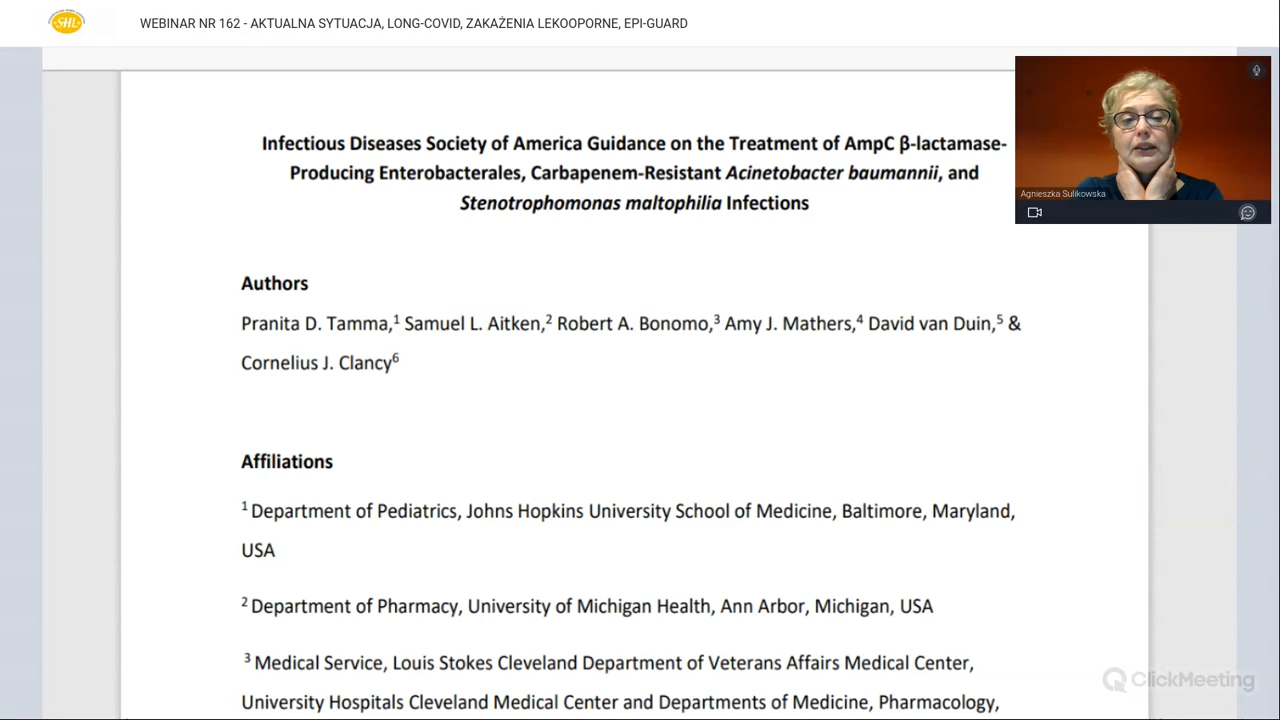 SHL
WEBINAR NR 162 - AKTUALNA SYTUACJA, LONG-COVID, ZAKAŻENIA LEKOOPORNE, EPI-GUARD
Infectious Diseases Society of America Guidance on the Treatment of AmpC β-lactamase-
Producing Enterobacterales, Carbapenem-Resistant Acinetobacter baumannii, and
Stenotrophomonas maltophilia Infections
Agnieszka Sulikowska
Authors
Pranita D. Tamma,1 Samuel L. Aitken,2 Robert A. Bonomo,3 Amy J. Mathers,4 David van Duin,5 &
Cornelius J. Clancy6
Affiliations
1 Department of Pediatrics, Johns Hopkins University School of Medicine, Baltimore, Maryland,
USA
2 Department of Pharmacy, University of Michigan Health, Ann Arbor, Michigan, USA
3 Medical Service, Louis Stokes Cleveland Department of Veterans Affairs Medical Center,
University Hospitals Cleveland Medical Center and Departments of Medicine, Pharmacology,
ClickMeeting